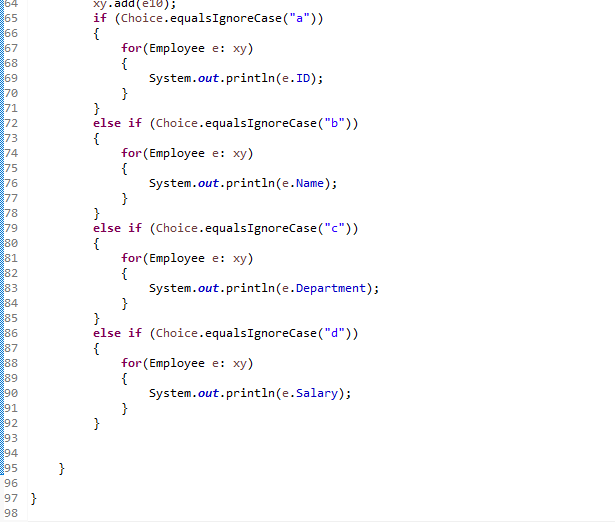 64 xy.add(e10);
65 if (Choice.equalsIgnoreCase("a"))
66 {
67 for(Employee e: xy)
68 {
69 System.out.println(e.ID);
70 }
71 }
72 else if (Choice.equalsIgnoreCase("b"))
73 {
74 for(Employee e: xy)
75 {
76 System.out.println(e.Name);
77 }
78 }
79 else if (Choice.equalsIgnoreCase("c"))
80 {
81 for(Employee e: xy)
82 {
83 System.out.println(e.Department);
84 }
85 }
86 else if (Choice.equalsIgnoreCase("d"))
87 {
88 for(Employee e: xy)
89 {
90 System.out.println(e.Salary);
91 }
92 }
93
94
95 }
96
97 }
98